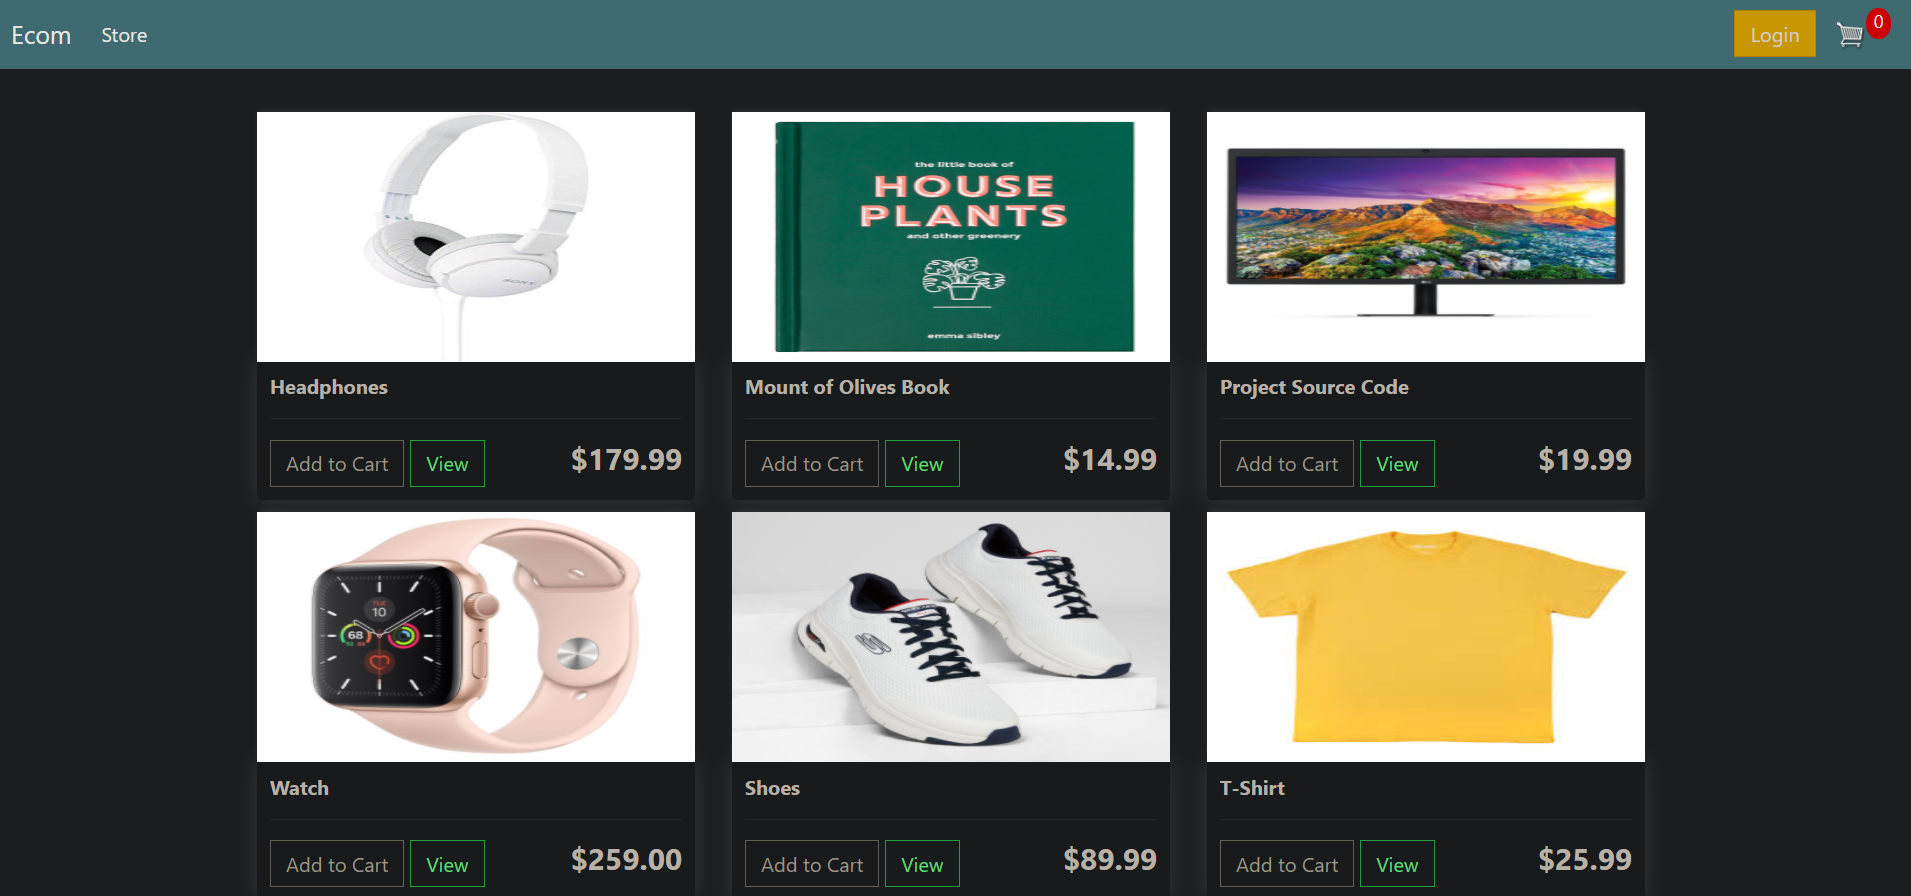 Ecom Store Login 0
the little book of
HOUSE
PLANTS
and other greenery
emma sibley
SONY
Headphones
Add to Cart View $179.99
Mount of Olives Book
Add to Cart View $14.99
Project Source Code
Add to Cart View $19.99
TUE
10
68
Watch
Add to Cart View $259.00
Shoes
Add to Cart View $89.99
T-Shirt
Add to Cart View $25.99